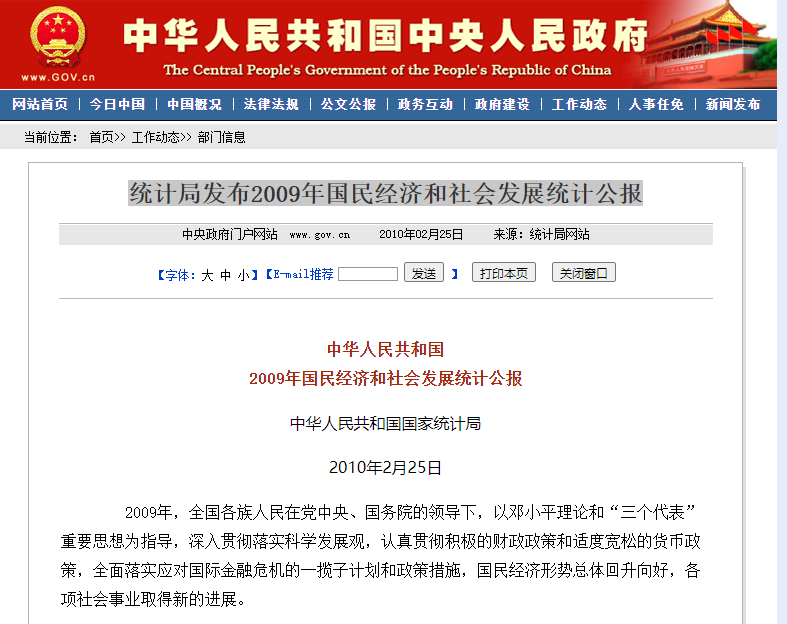 中华人民共和国中央人民政府
www.GOV.cn
The Central People's Government of the People's Republic of China
网站首页 | 今日中国 | 中国概况 | 法律法规 | 公文公报 | 政务互动 | 政府建设 | 工作动态 | 人事任免 | 新闻发布
当前位置： 首页>> 工作动态>> 部门信息
统计局发布2009年国民经济和社会发展统计公报
中央政府门户网站 www.gov.cn 2010年02月25日 来源：统计局网站
【字体：大 中 小】【E-mail推荐 发送 】 打印本页 关闭窗口
中华人民共和国
2009年国民经济和社会发展统计公报
中华人民共和国国家统计局
2010年2月25日
2009年，全国各族人民在党中央、国务院的领导下，以邓小平理论和“三个代表”
重要思想为指导，深入贯彻落实科学发展观，认真贯彻积极的财政政策和适度宽松的货币政
策，全面落实应对国际金融危机的一揽子计划和政策措施，国民经济形势总体回升向好，各
项社会事业取得新的进展。